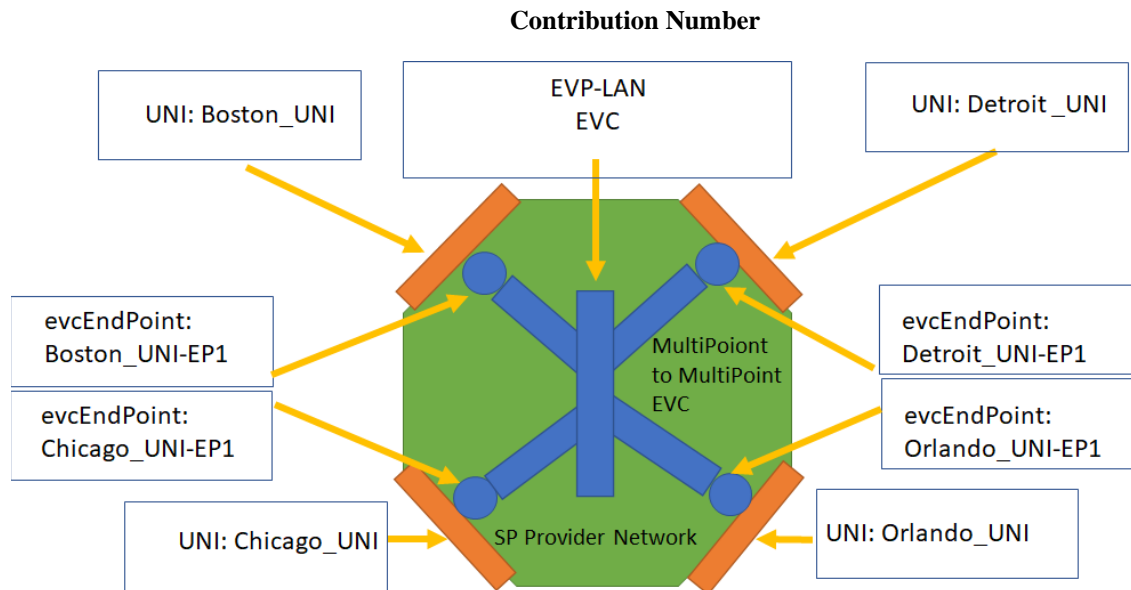 Contribution Number
UNI: Boston_UNI
EVP-LAN
EVC
UNI: Detroit _UNI
evcEndPoint:
Boston_UNI-EP1
evcEndPoint:
Detroit_UNI-EP1
MultiPoiont
to MultiPoint
EVC
evcEndPoint:
Chicago_UNI-EP1
evcEndPoint:
Orlando_UNI-EP1
UNI: Chicago_UNI
SP Provider Network
UNI: Orlando_UNI